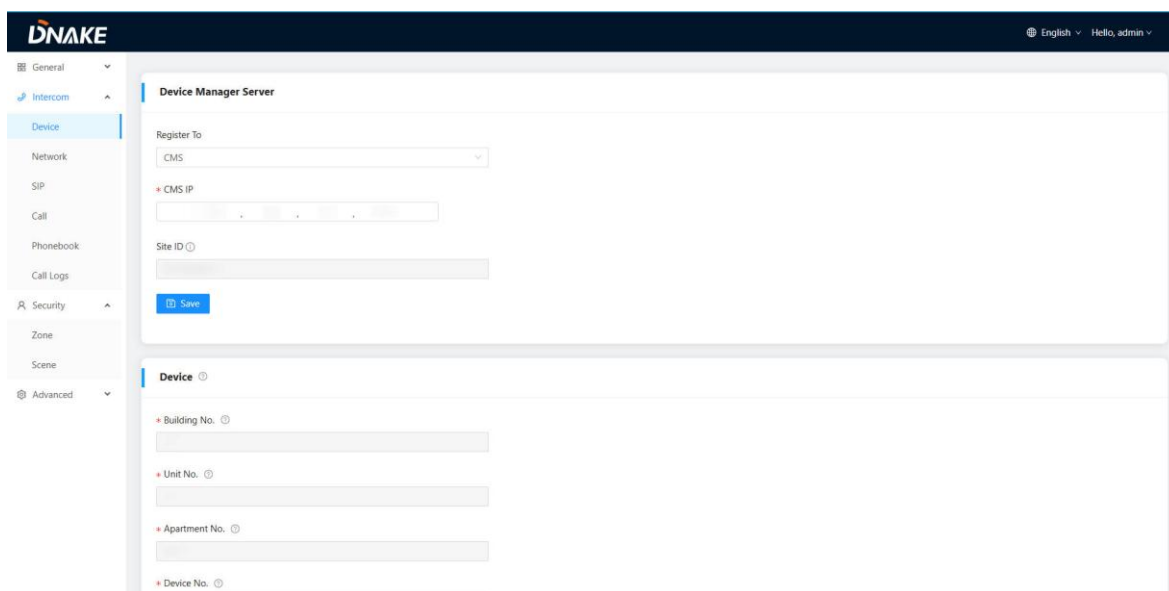 DNAKE
English Hello, admin
General
Intercom
Device
Network
SIP
Call
Phonebook
Call Logs
Security
Zone
Scene
Advanced
Device Manager Server
Register To
CMS
* CMS IP
Site ID
Save
Device
* Building No.
* Unit No.
* Apartment No.
* Device No.